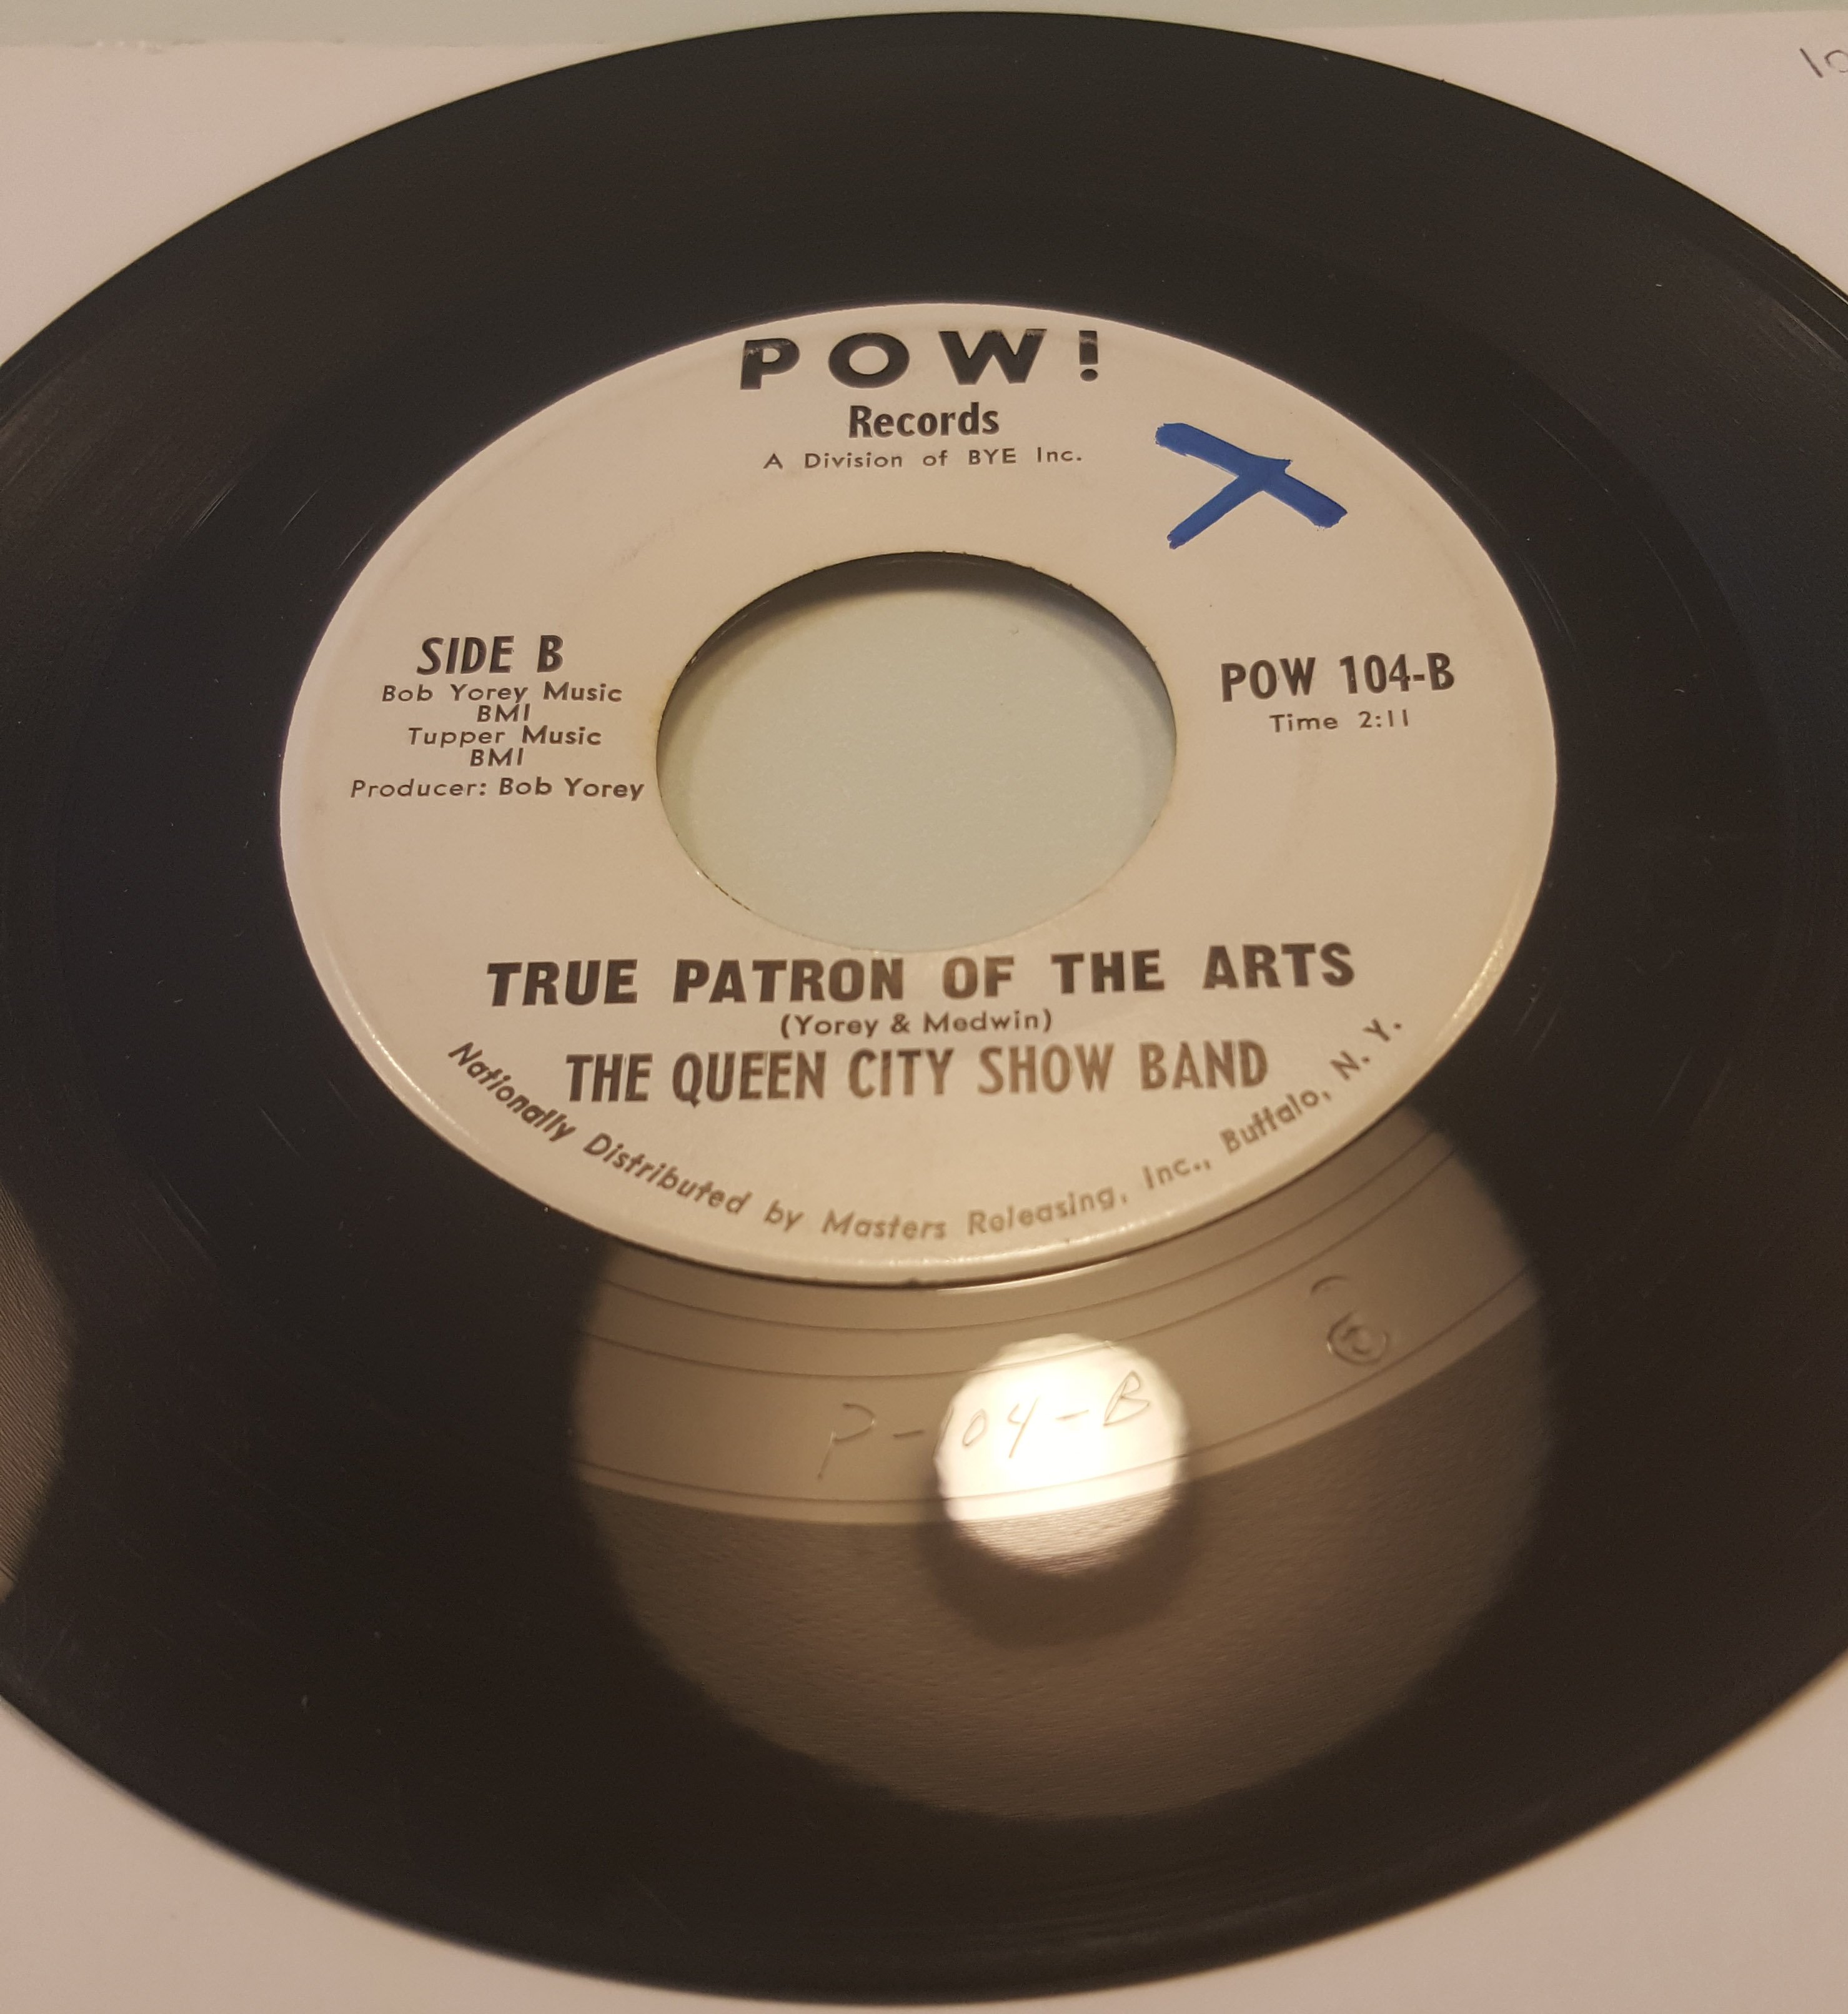 POW!
Records
A Division of BYE Inc.
SIDE B
Bob Yorey Music
BMI
Tupper Music
BMI
Producer: Bob Yorey
POW 104-B
Time 2:11
TRUE PATRON OF THE ARTS
(Yorey & Medwin)
THE QUEEN CITY SHOW BAND
Nationally Distributed by Masters Releasing, Inc., Buffalo, N. Y.
P-104-B